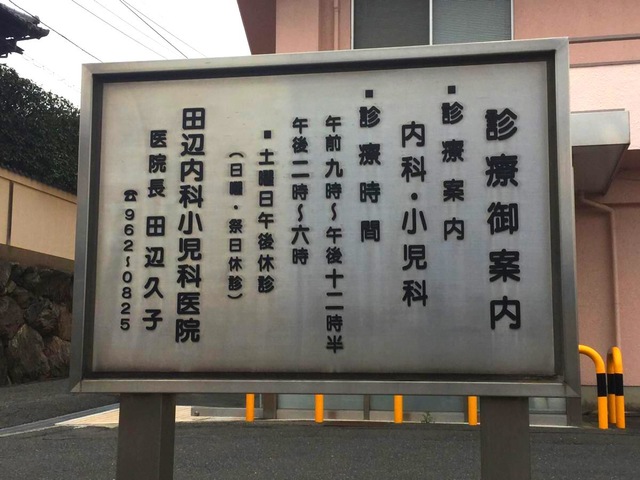 診療御案内
▪診療案内
内科・小児科
▪診療時間
午前九時〜午後十二時半
午後二時〜六時
▪土曜日午後休診
（日曜・祭日休診）
田辺内科小児科医院
医院長 田辺久子
☎962〜0825